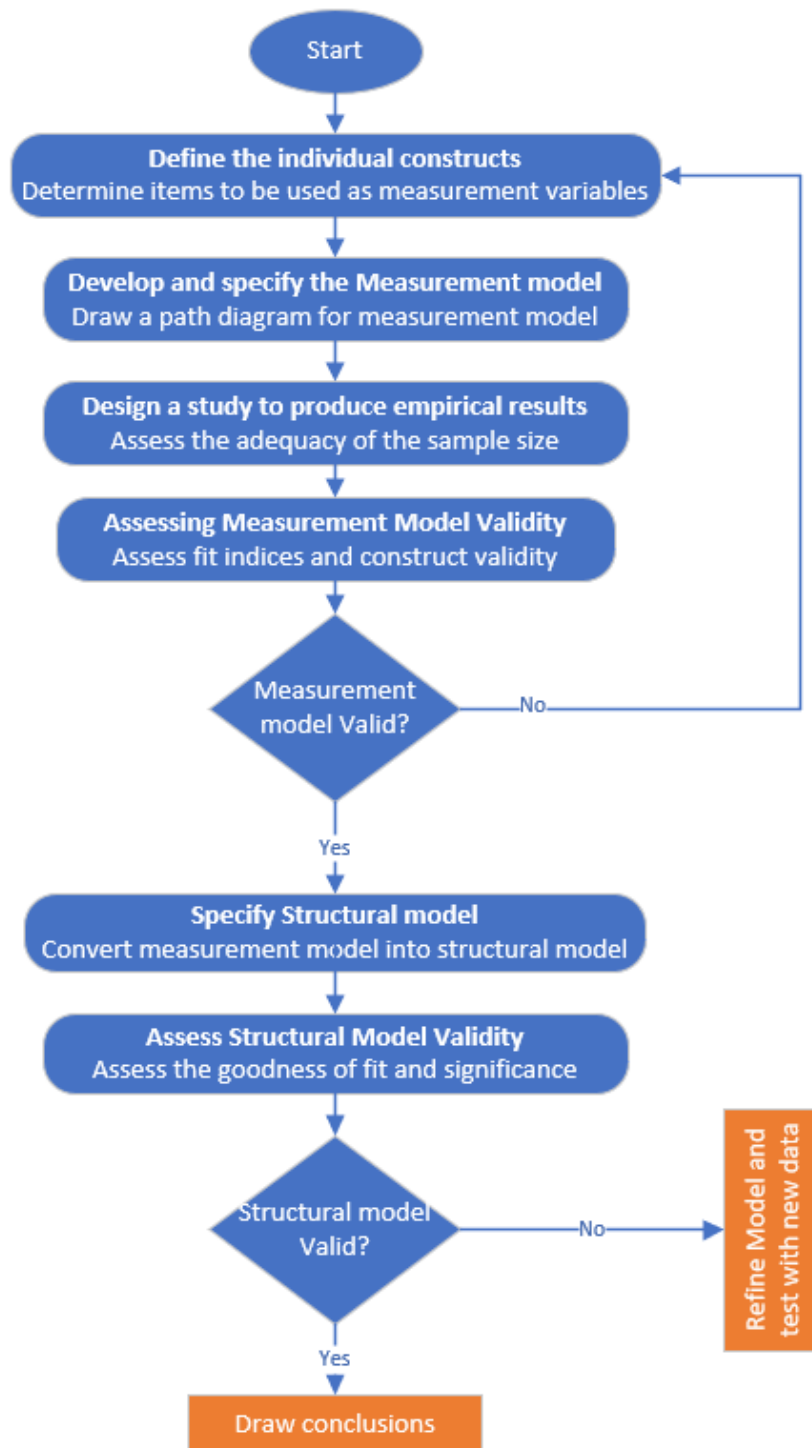 Start
Define the individual constructs
Determine items to be used as measurement variables
Develop and specify the Measurement model
Draw a path diagram for measurement model
Design a study to produce empirical results
Assess the adequacy of the sample size
Assessing Measurement Model Validity
Assess fit indices and construct validity
Measurement
model Valid?
No
Yes
Specify Structural model
Convert measurement model into structural model
Assess Structural Model Validity
Assess the goodness of fit and significance
Structural model
Valid?
No
Refine Model and
test with new data
Yes
Draw conclusions